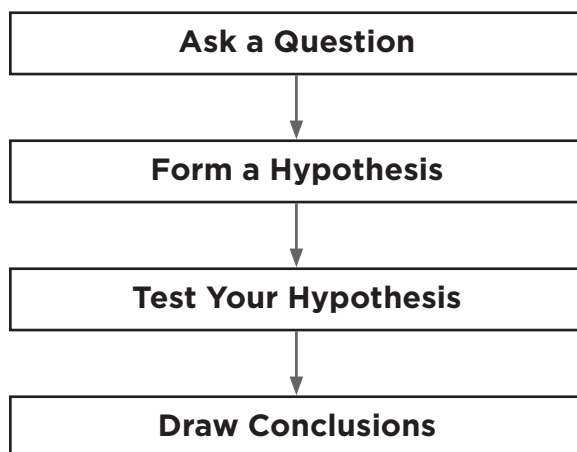 Ask a Question
Form a Hypothesis
Test Your Hypothesis
Draw Conclusions